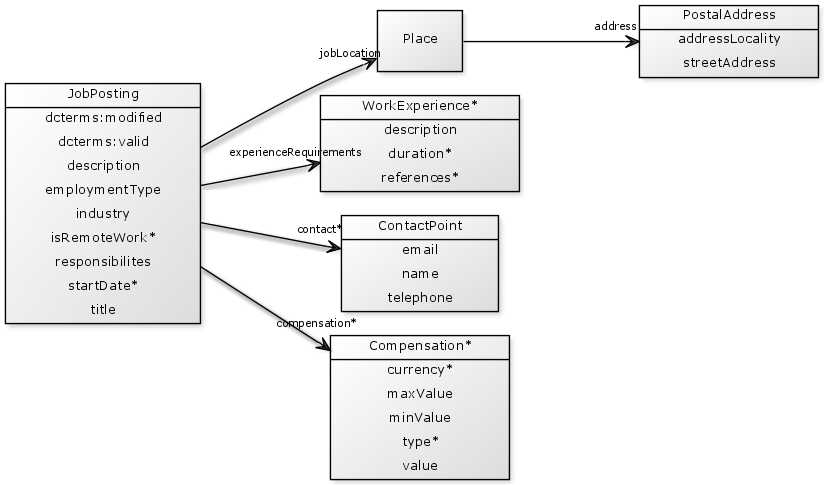 JobPosting
dcterms:modified
dcterms:valid
description
employmentType
industry
isRemoteWork*
responsibilites
startDate*
title
jobLocation
Place
address
PostalAddress
addressLocality
streetAddress
experienceRequirements
WorkExperience*
description
duration*
references*
contact*
ContactPoint
email
name
telephone
compensation*
Compensation*
currency*
maxValue
minValue
type*
value